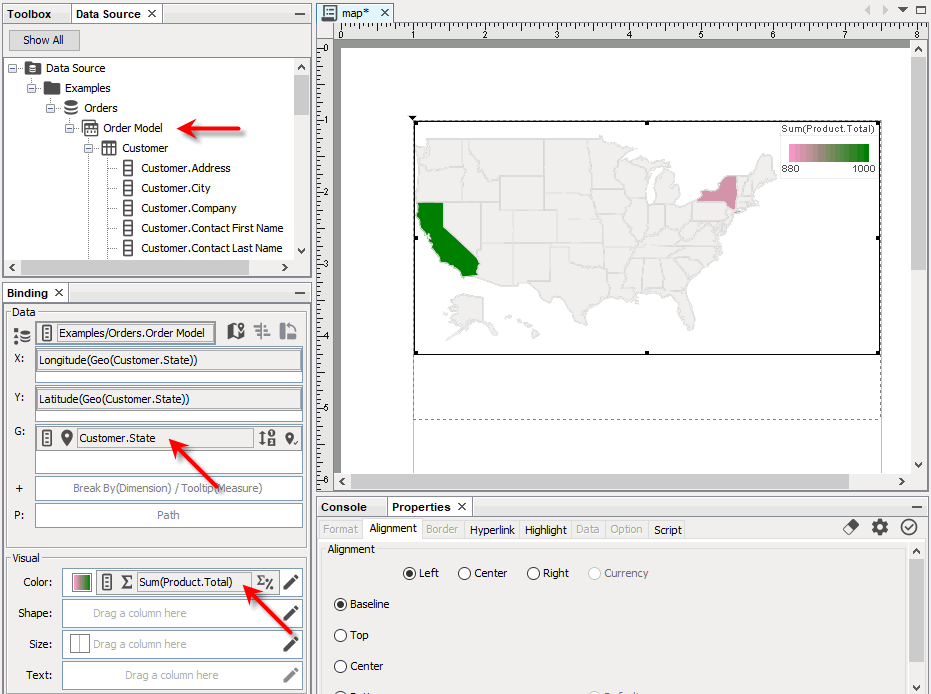 Toolbox
Data Source
Show All
Data Source
Examples
Orders
Order Model
Customer
Customer.Address
Customer.City
Customer.Company
Customer.Contact First Name
Customer.Contact Last Name
Binding
Data
Examples/Orders.Order Model
X: Longitude(Geo(Customer.State))
Y: Latitude(Geo(Customer.State))
G: Customer.State
+ Break By(Dimension) / Tooltip(Measure)
P: Path
Visual
Color: Sum(Product.Total)
Shape: Drag a column here
Size: Drag a column here
Text: Drag a column here
map*
0 1 2 3 4 5 6 7 8
0
1
2
3
4
5
6
Sum(Product.Total)
880 1000
Console
Properties
Format Alignment Border Hyperlink Highlight Data Option Script
Alignment
Left Center Right Currency
Baseline
Top
Center